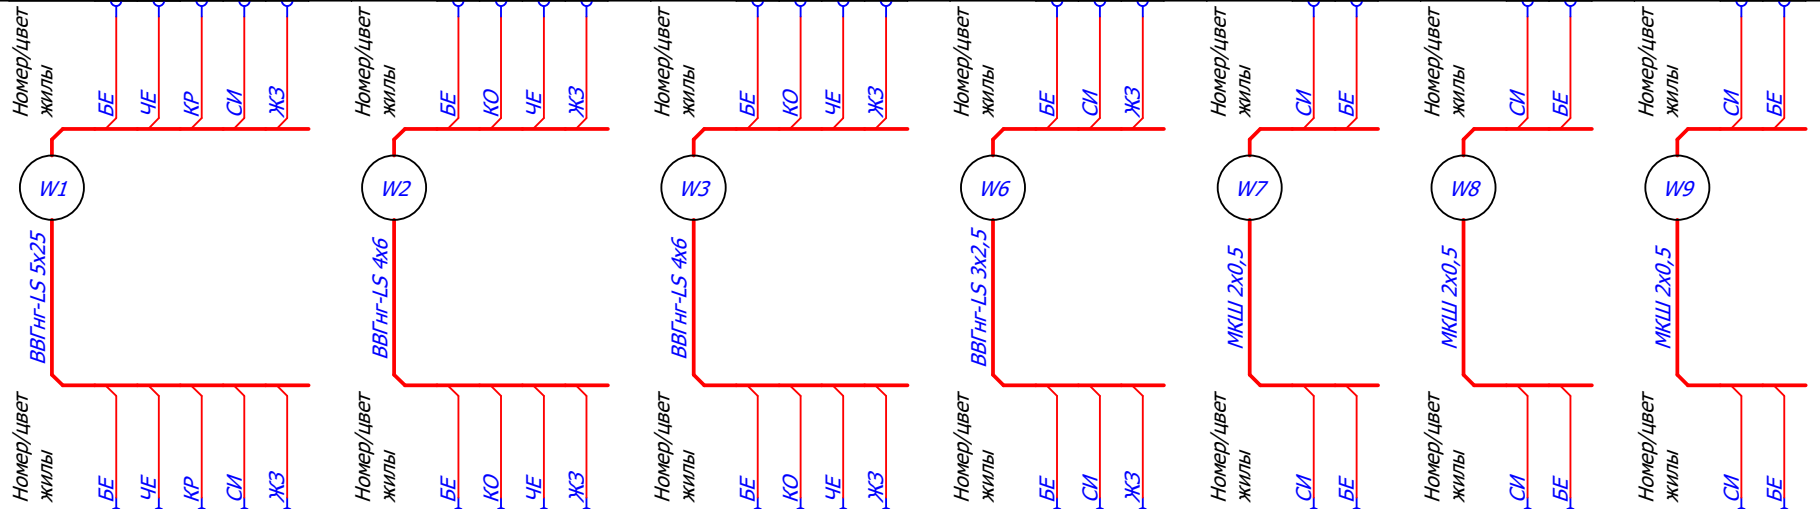 Номер/цвет
жилы
БЕ
ЧЕ
КР
СИ
ЖЗ
Номер/цвет
жилы
БЕ
КО
ЧЕ
ЖЗ
Номер/цвет
жилы
БЕ
КО
ЧЕ
ЖЗ
Номер/цвет
жилы
БЕ
СИ
ЖЗ
Номер/цвет
жилы
СИ
БЕ
Номер/цвет
жилы
СИ
БЕ
Номер/цвет
жилы
СИ
БЕ
W1
W2
W3
W6
W7
W8
W9
ВВГнг-LS 5x25
ВВГнг-LS 4x6
ВВГнг-LS 4x6
ВВГнг-LS 3x2,5
МКШ 2x0,5
МКШ 2x0,5
МКШ 2x0,5
Номер/цвет
жилы
БЕ
ЧЕ
КР
СИ
ЖЗ
Номер/цвет
жилы
БЕ
КО
ЧЕ
ЖЗ
Номер/цвет
жилы
БЕ
КО
ЧЕ
ЖЗ
Номер/цвет
жилы
БЕ
СИ
ЖЗ
Номер/цвет
жилы
СИ
БЕ
Номер/цвет
жилы
СИ
БЕ
Номер/цвет
жилы
СИ
БЕ